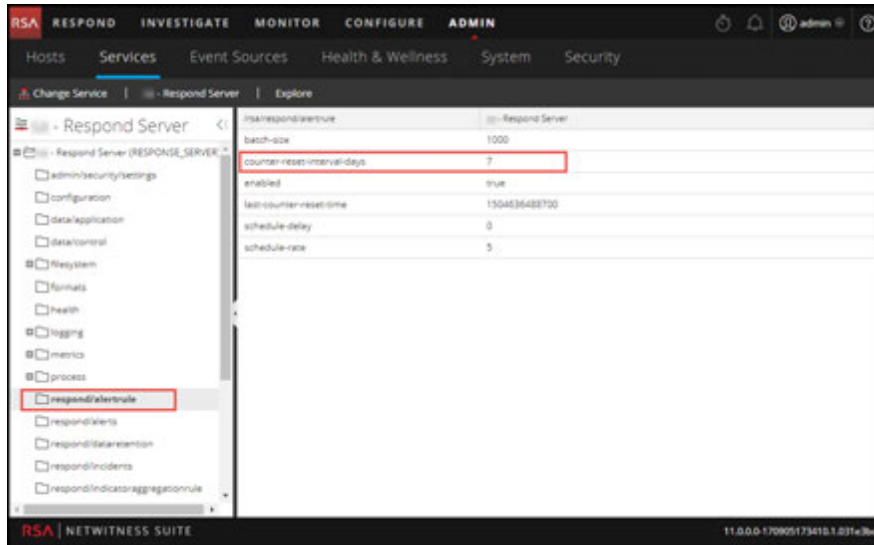 RSA RESPOND INVESTIGATE MONITOR CONFIGURE ADMIN admin
Hosts Services Event Sources Health & Wellness System Security
Change Service | - Respond Server | Explore
- Respond Server
- Respond Server (RESPONSE_SERVER
admin/security/settings
configuration
data/application
data/control
filesystem
formats
health
logging
metrics
process
respond/alertrule
respond/alerts
respond/dataretention
respond/incidents
respond/indicatoraggregationrule
/rsa/respond/alertrule - Respond Server
batch-size 1000
counter-reset-interval-days 7
enabled true
last-counter-reset-time 1504636488700
schedule-delay 0
schedule-rate 5
RSA | NETWITNESS SUITE 11.0.0.0-170905173410.1.031e3b